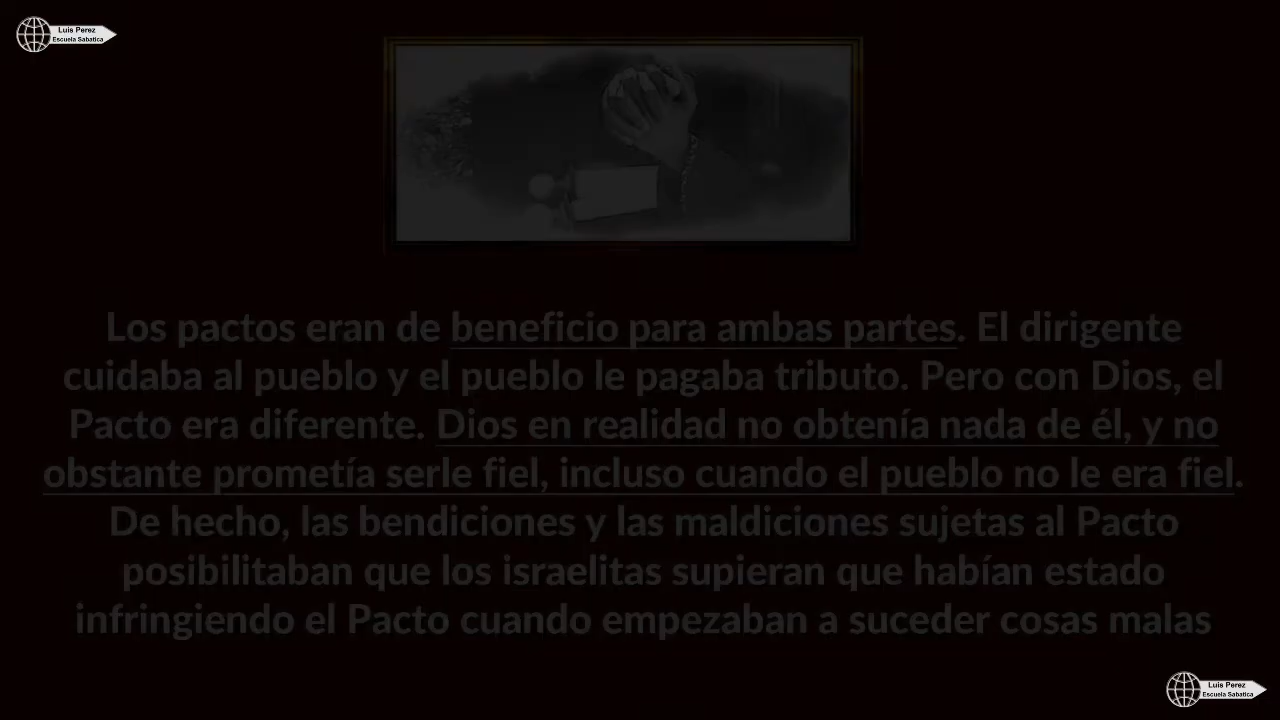 Luis Perez
Escuela Sabatica
Los pactos eran de beneficio para ambas partes. El dirigente
cuidaba al pueblo y el pueblo le pagaba tributo. Pero con Dios, el
Pacto era diferente. Dios en realidad no obtenía nada de él, y no
obstante prometía serle fiel, incluso cuando el pueblo no le era fiel.
De hecho, las bendiciones y las maldiciones sujetas al Pacto
posibilitaban que los israelitas supieran que habían estado
infringiendo el Pacto cuando empezaban a suceder cosas malas
Luis Perez
Escuela Sabatica